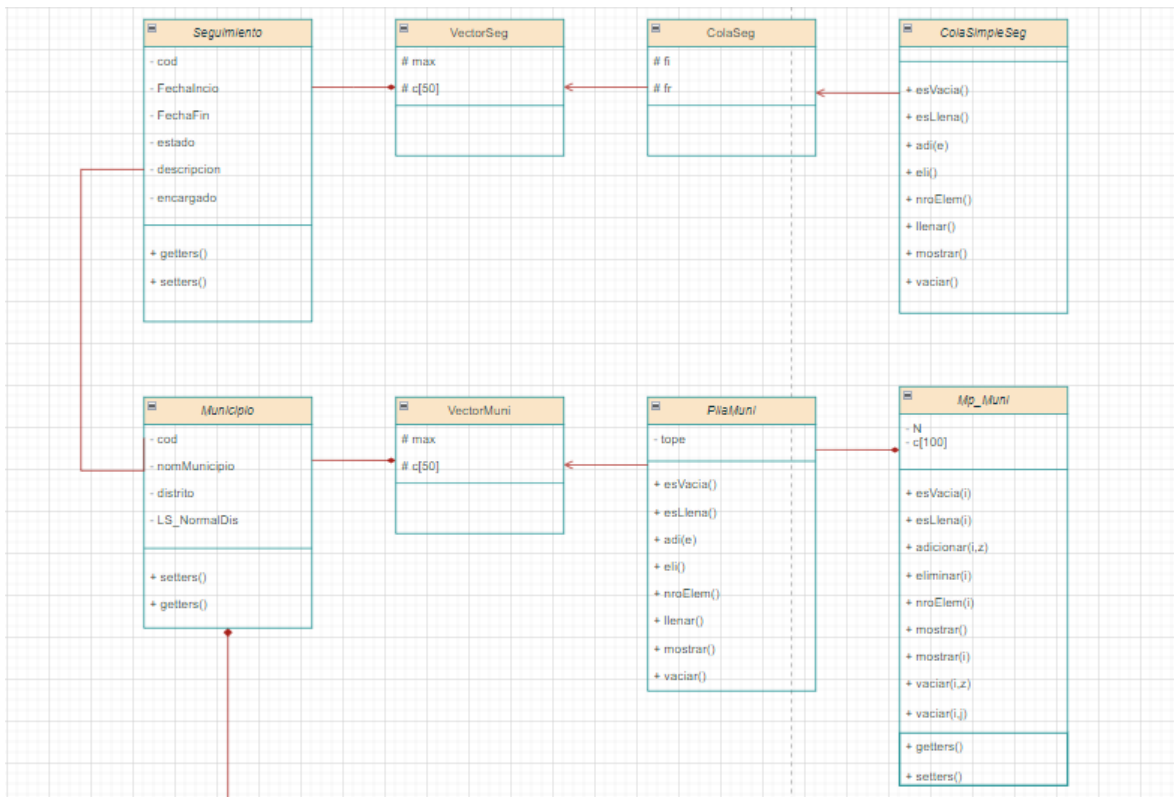 Seguimiento
- cod
- FechaIncio
- FechaFin
- estado
- descripcion
- encargado
+ getters()
+ setters()
VectorSeg
# max
# c[50]
ColaSeg
# fi
# fr
ColaSimpleSeg
+ esVacia()
+ esLlena()
+ adi(e)
+ eli()
+ nroElem()
+ llenar()
+ mostrar()
+ vaciar()
Municipio
- cod
- nomMunicipio
- distrito
- LS_NormalDis
+ setters()
+ getters()
VectorMuni
# max
# c[50]
PilaMuni
- tope
+ esVacia()
+ esLlena()
+ adi(e)
+ eli()
+ nroElem()
+ llenar()
+ mostrar()
+ vaciar()
Mp_Muni
- N
- c[100]
+ esVacia(i)
+ esLlena(i)
+ adicionar(i,z)
+ eliminar(i)
+ nroElem(i)
+ mostrar()
+ mostrar(i)
+ vaciar(i,z)
+ vaciar(i,j)
+ getters()
+ setters()